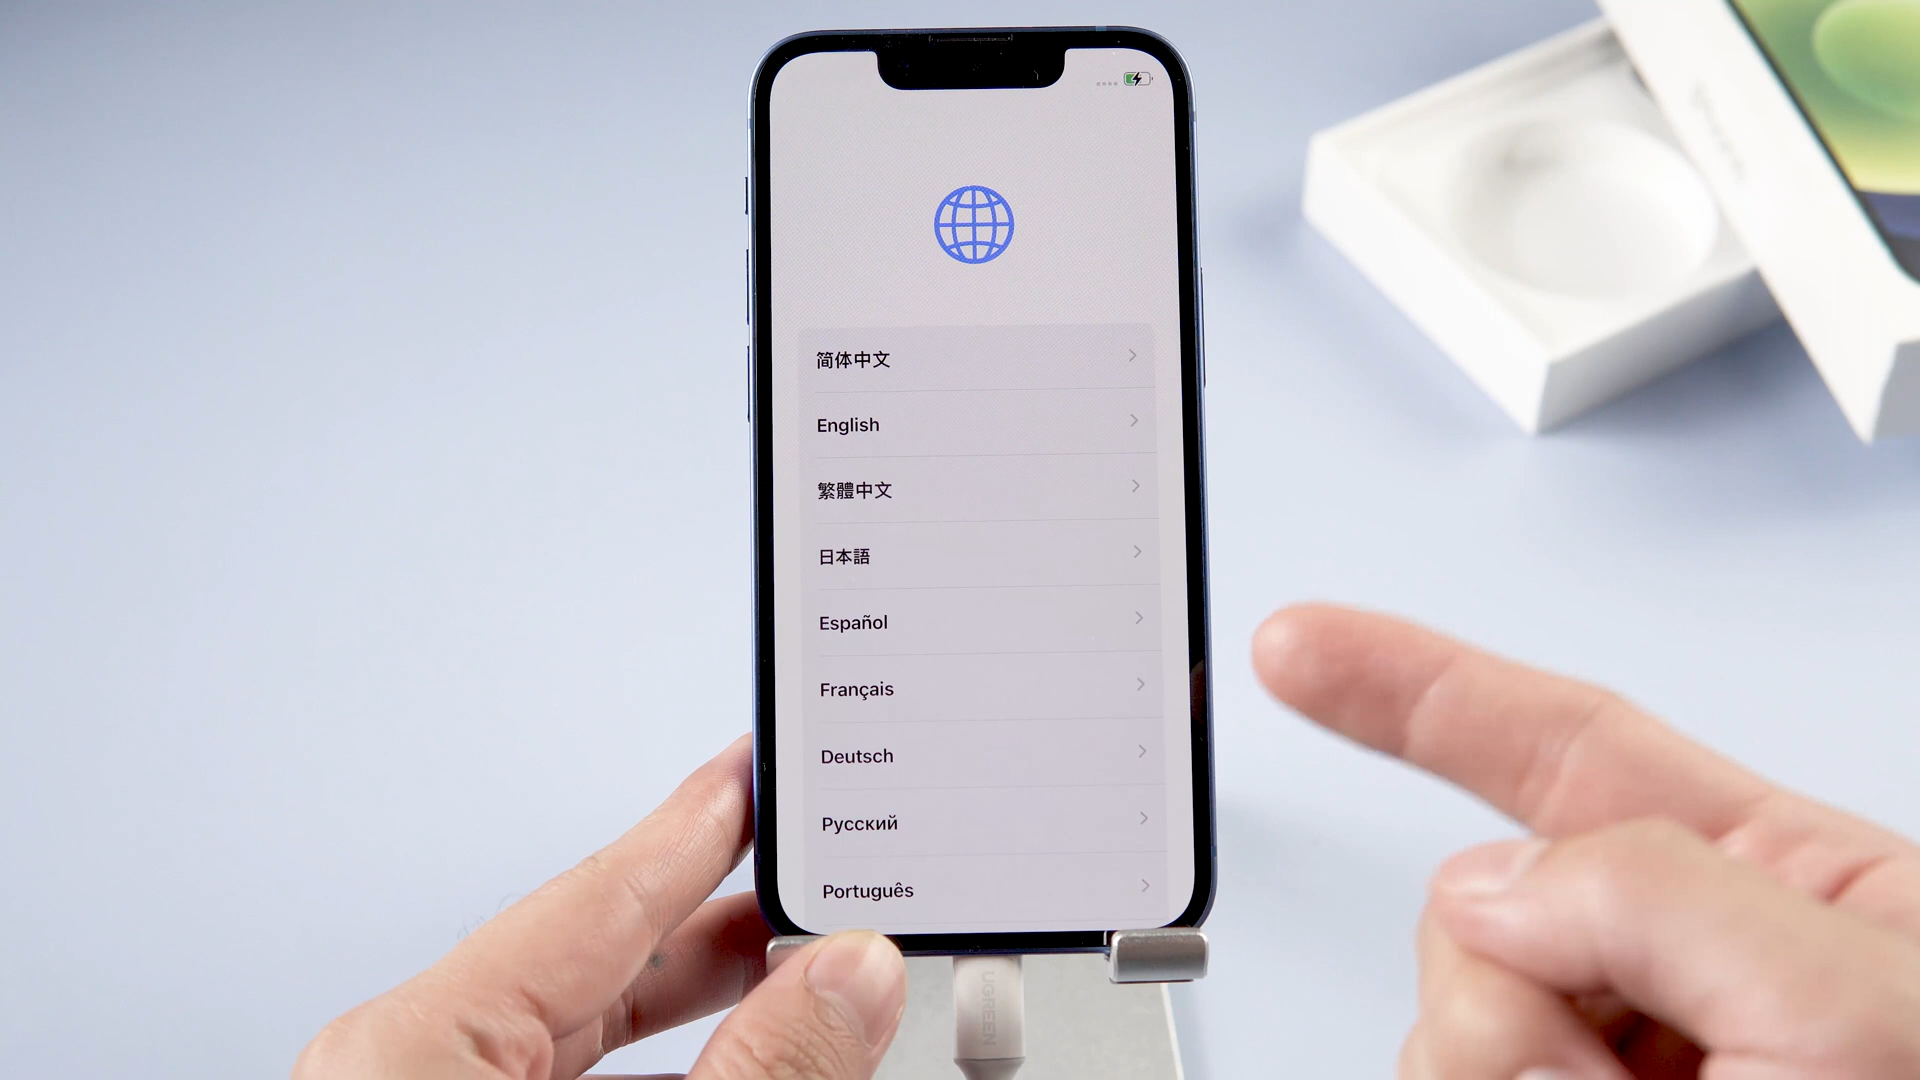 简体中文
English
繁體中文
日本語
Español
Français
Deutsch
Русский
Português
UGREEN